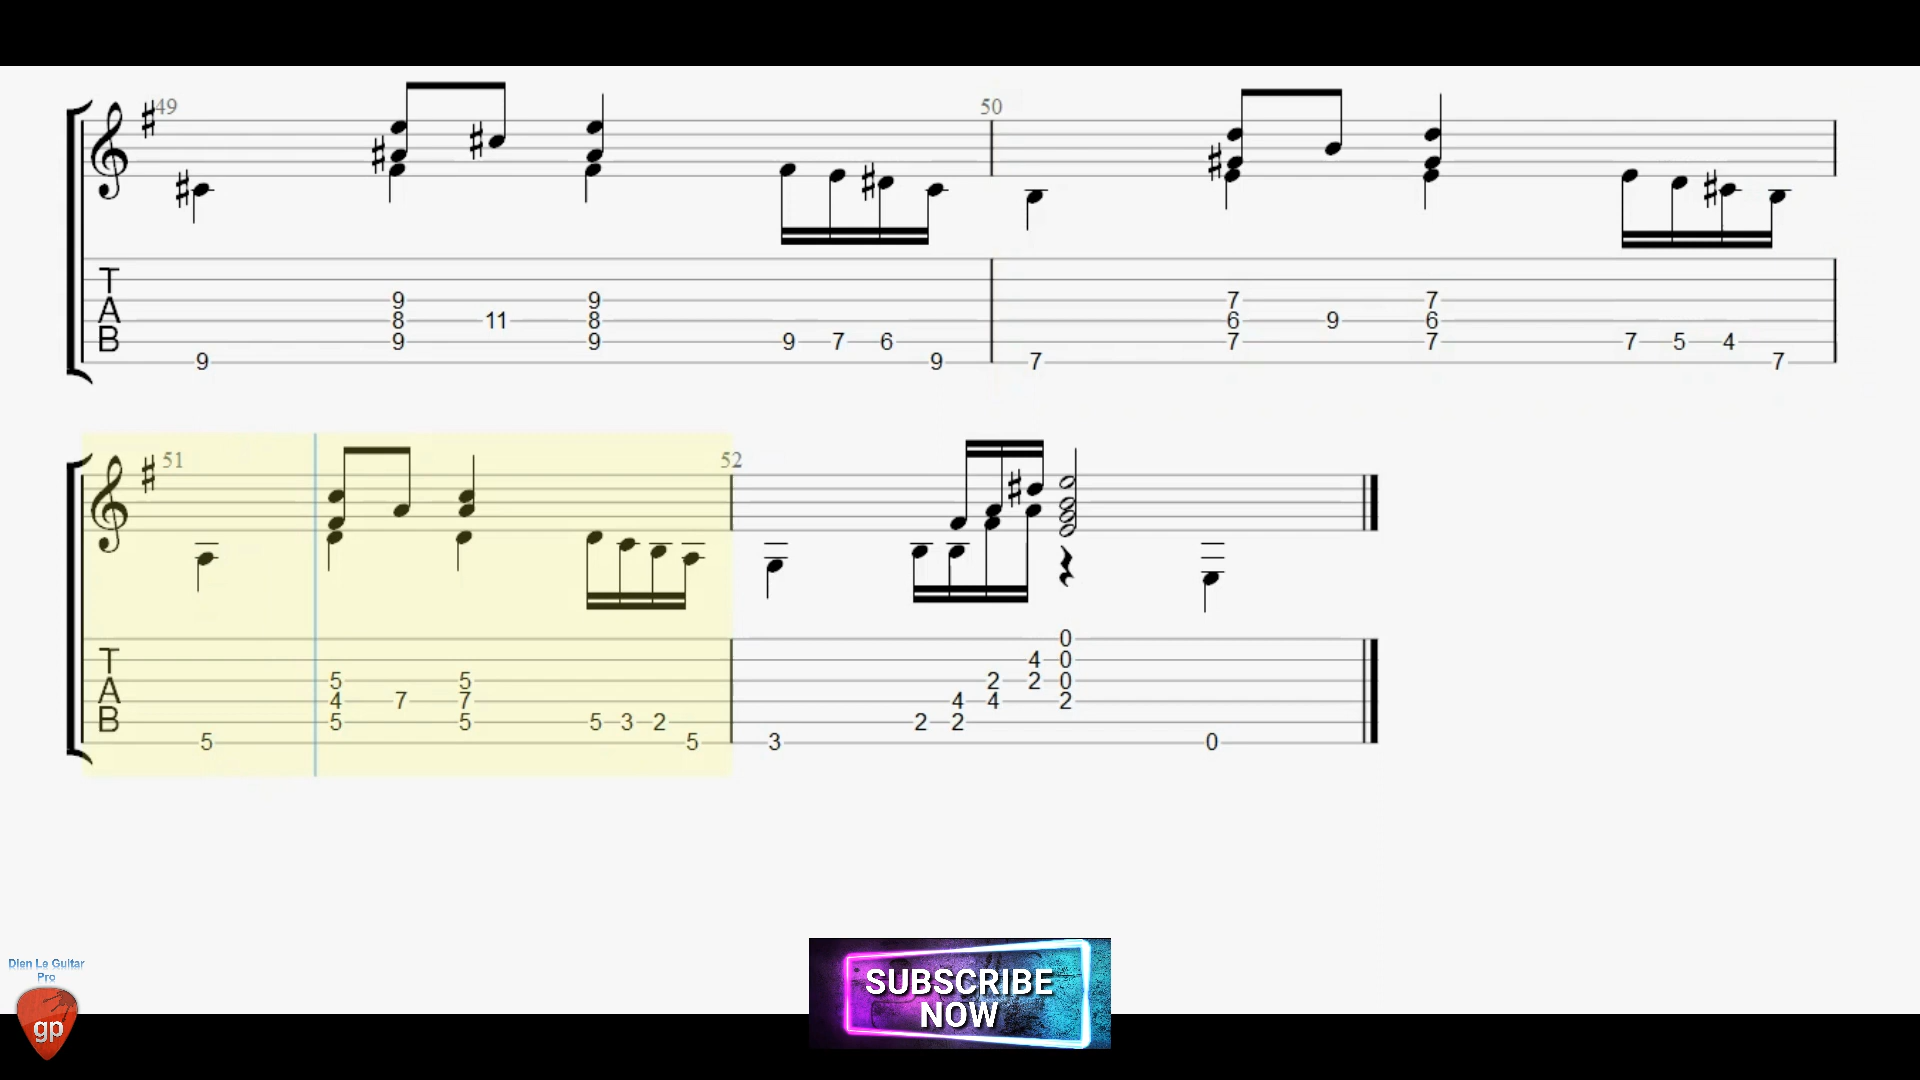 49 50
T
A
B
9 9 8 9 11 9 8 9 9 7 6 9 7 7 6 7 9 7 6 7 7 5 4 7
51 52
T
A
B
5 5 4 5 7 5 7 5 5 3 2 5 3 2 4 2 2 4 4 2 0 0 0 2 0
Dien Le Guitar
Pro
gp
SUBSCRIBE
NOW